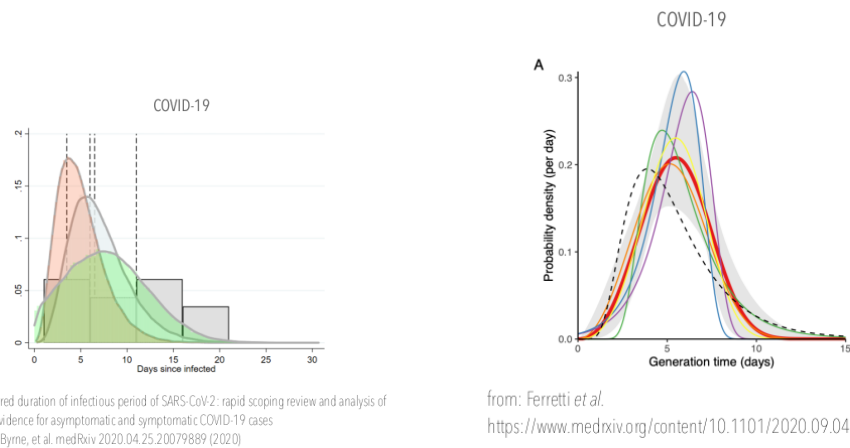 COVID-19
.2
.15
.1
.05
0
0 5 10 15 20 25 30
Days since infected
red duration of infectious period of SARS-CoV-2: rapid scoping review and analysis of
vidence for asymptomatic and symptomatic COVID-19 cases
Byrne, et al. medRxiv 2020.04.25.20079889 (2020)
COVID-19
A
Probability density (per day)
0.3
0.2
0.1
0.0
0 5 10 15
Generation time (days)
from: Ferretti et al.
https://www.medrxiv.org/content/10.1101/2020.09.04